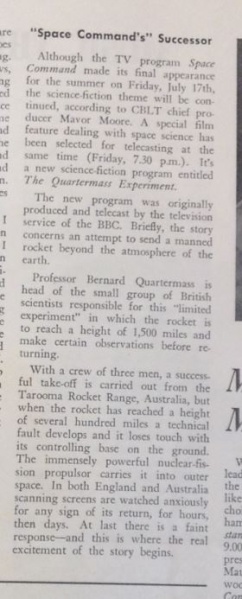 "Space Command's" Successor
Although the TV program Space
Command made its final appearance
for the summer on Friday, July 17th,
the science-fiction theme will be con-
tinued, according to CBLT chief pro-
ducer Mavor Moore. A special film
feature dealing with space science has
been selected for telecasting at the
same time (Friday, 7.30 p.m.). It's
a new science-fiction program entitled
The Quartermass Experiment.
The new program was originally
produced and telecast by the television
service of the BBC. Briefly, the story
concerns an attempt to send a manned
rocket beyond the atmosphere of the
earth.
Professor Bernard Quartermass is
head of the small group of British
scientists responsible for this "limited
experiment" in which the rocket is
to reach a height of 1,500 miles and
make certain observations before re-
turning.
With a crew of three men, a success-
ful take-off is carried out from the
Tarooma Rocket Range, Australia, but
when the rocket has reached a height
of several hundred miles a technical
fault develops and it loses touch with
its controlling base on the ground.
The immensely powerful nuclear-fis-
sion propulsor carries it into outer
space. In both England and Australia
scanning screens are watched anxiously
for any sign of its return, for hours,
then days. At last there is a faint
response—and this is where the real
excitement of the story begins.